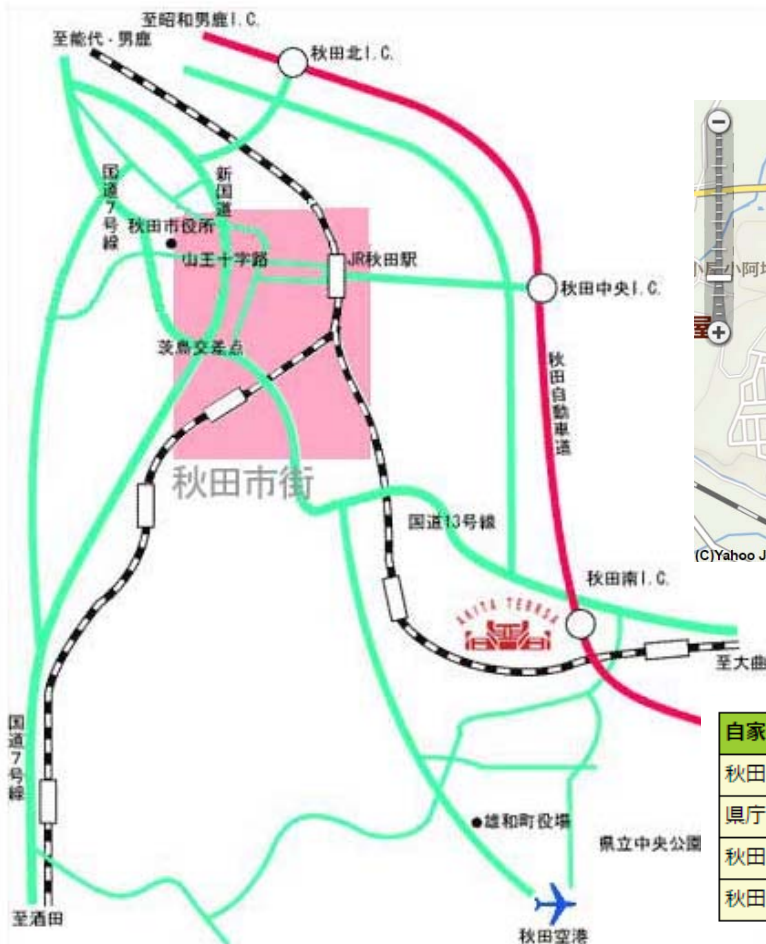 至昭和男鹿I.C.
至能代・男鹿
秋田北I.C.
国道7号線
新国道
秋田市役所
山王十字路
JR秋田駅
秋田中央I.C.
茨島交差点
秋田自動車道
秋田市街
国道13号線
秋田南I.C.
AKITA TERRSA
至大曲
国道7号線
雄和町役場
県立中央公園
至酒田
秋田空港
小阿
屋
(C)Yahoo J
自家
秋田
県庁
秋田
秋田